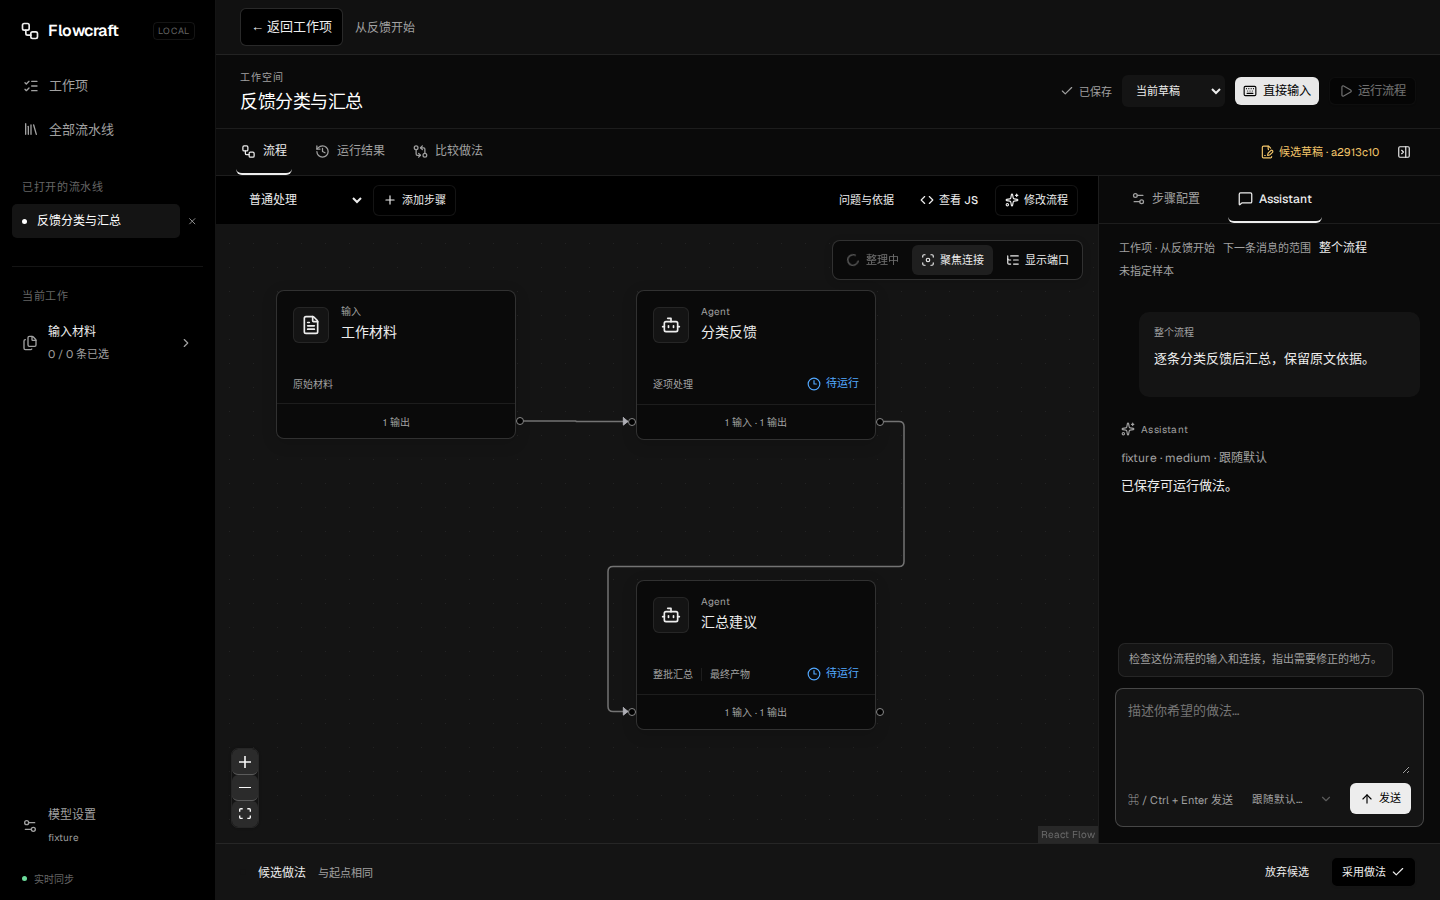 Flowcraft
LOCAL
工作项
全部流水线
已打开的流水线
反馈分类与汇总
当前工作
输入材料
0 / 0 条已选
模型设置
fixture
实时同步
← 返回工作项
从反馈开始
工作空间
反馈分类与汇总
已保存
当前草稿
直接输入
运行流程
流程
运行结果
比较做法
候选草稿 · a2913c10
普通处理
添加步骤
问题与依据
查看 JS
修改流程
整理中
聚焦连接
显示端口
输入
工作材料
原始材料
1 输出
Agent
分类反馈
逐项处理
待运行
1 输入 · 1 输出
Agent
汇总建议
整批汇总
最终产物
待运行
1 输入 · 1 输出
React Flow
步骤配置
Assistant
工作项 · 从反馈开始 下一条消息的范围 整个流程
未指定样本
整个流程
逐条分类反馈后汇总，保留原文依据。
Assistant
fixture · medium · 跟随默认
已保存可运行做法。
检查这份流程的输入和连接，指出需要修正的地方。
描述你希望的做法...
⌘ / Ctrl + Enter 发送
跟随默认...
发送
候选做法
与起点相同
放弃候选
采用做法